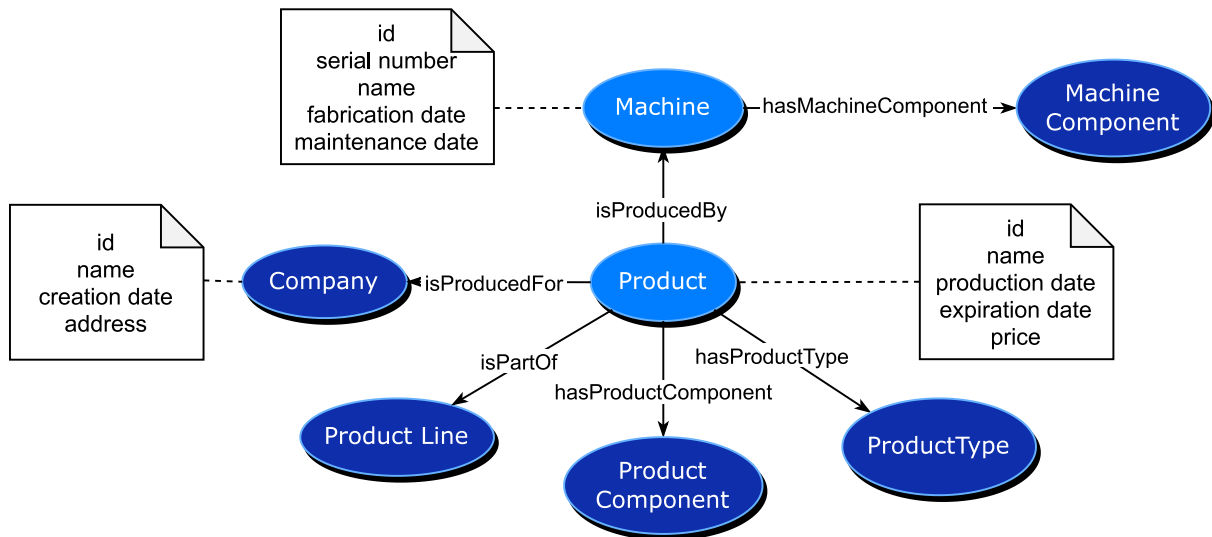 id
serial number
name
fabrication date
maintenance date
Machine
hasMachineComponent
Machine
Component
isProducedBy
id
name
creation date
address
Company
isProducedFor
Product
id
name
production date
expiration date
price
isPartOf
hasProductType
hasProductComponent
Product Line
Product
Component
ProductType